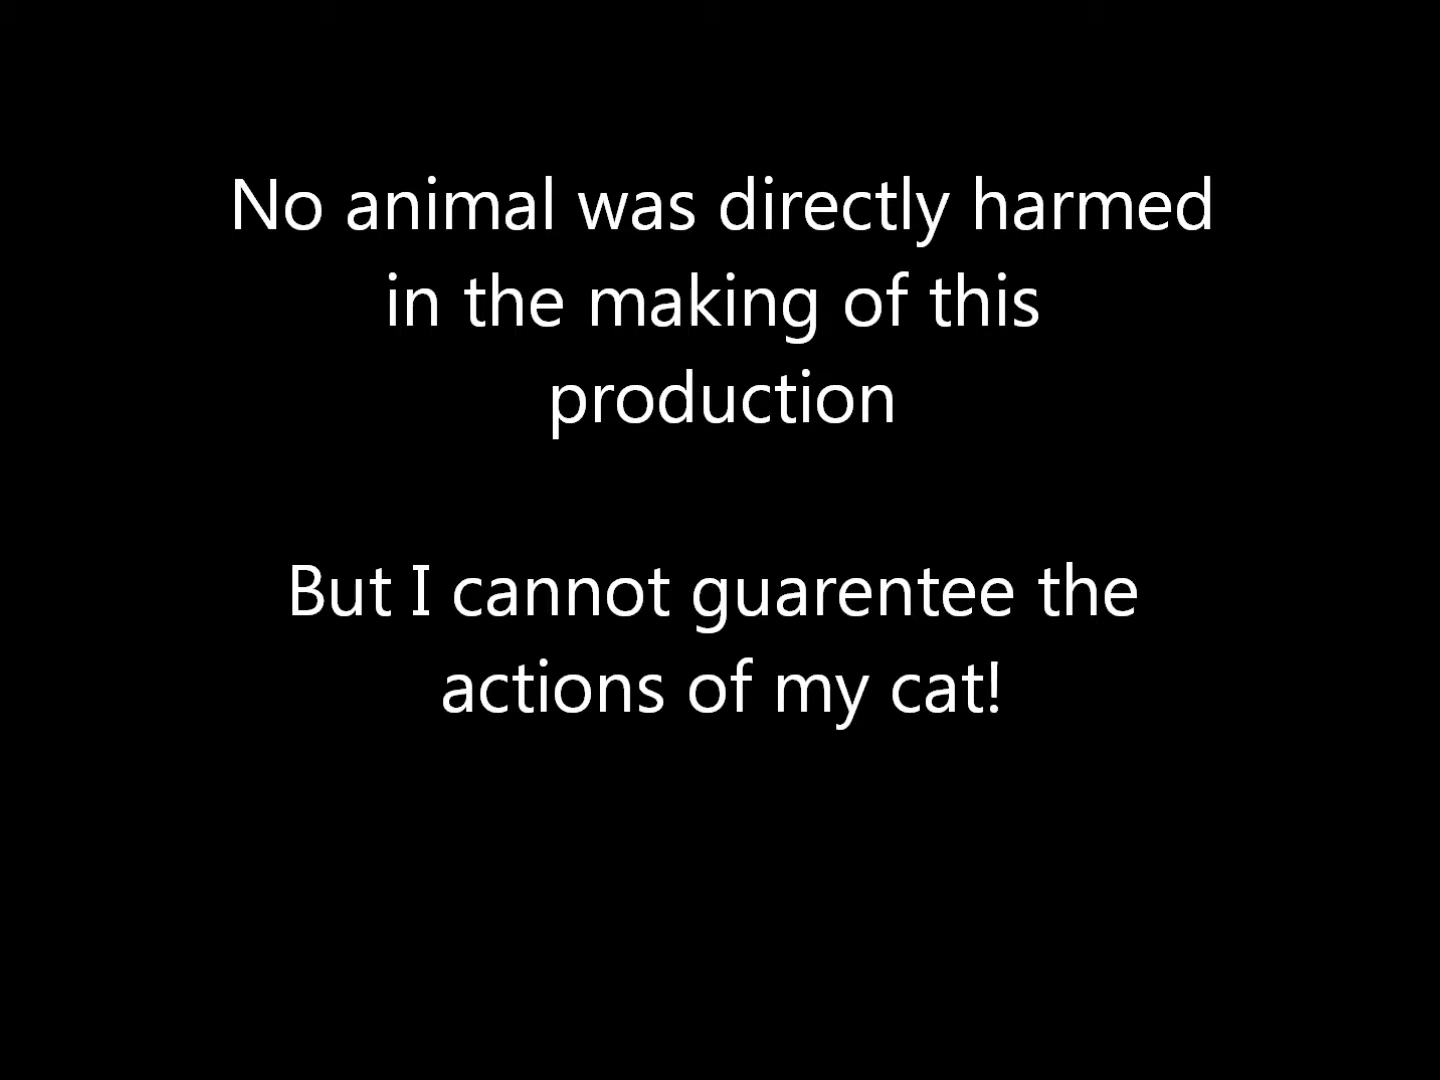 No animal was directly harmed
in the making of this
production
But I cannot guarentee the
actions of my cat!